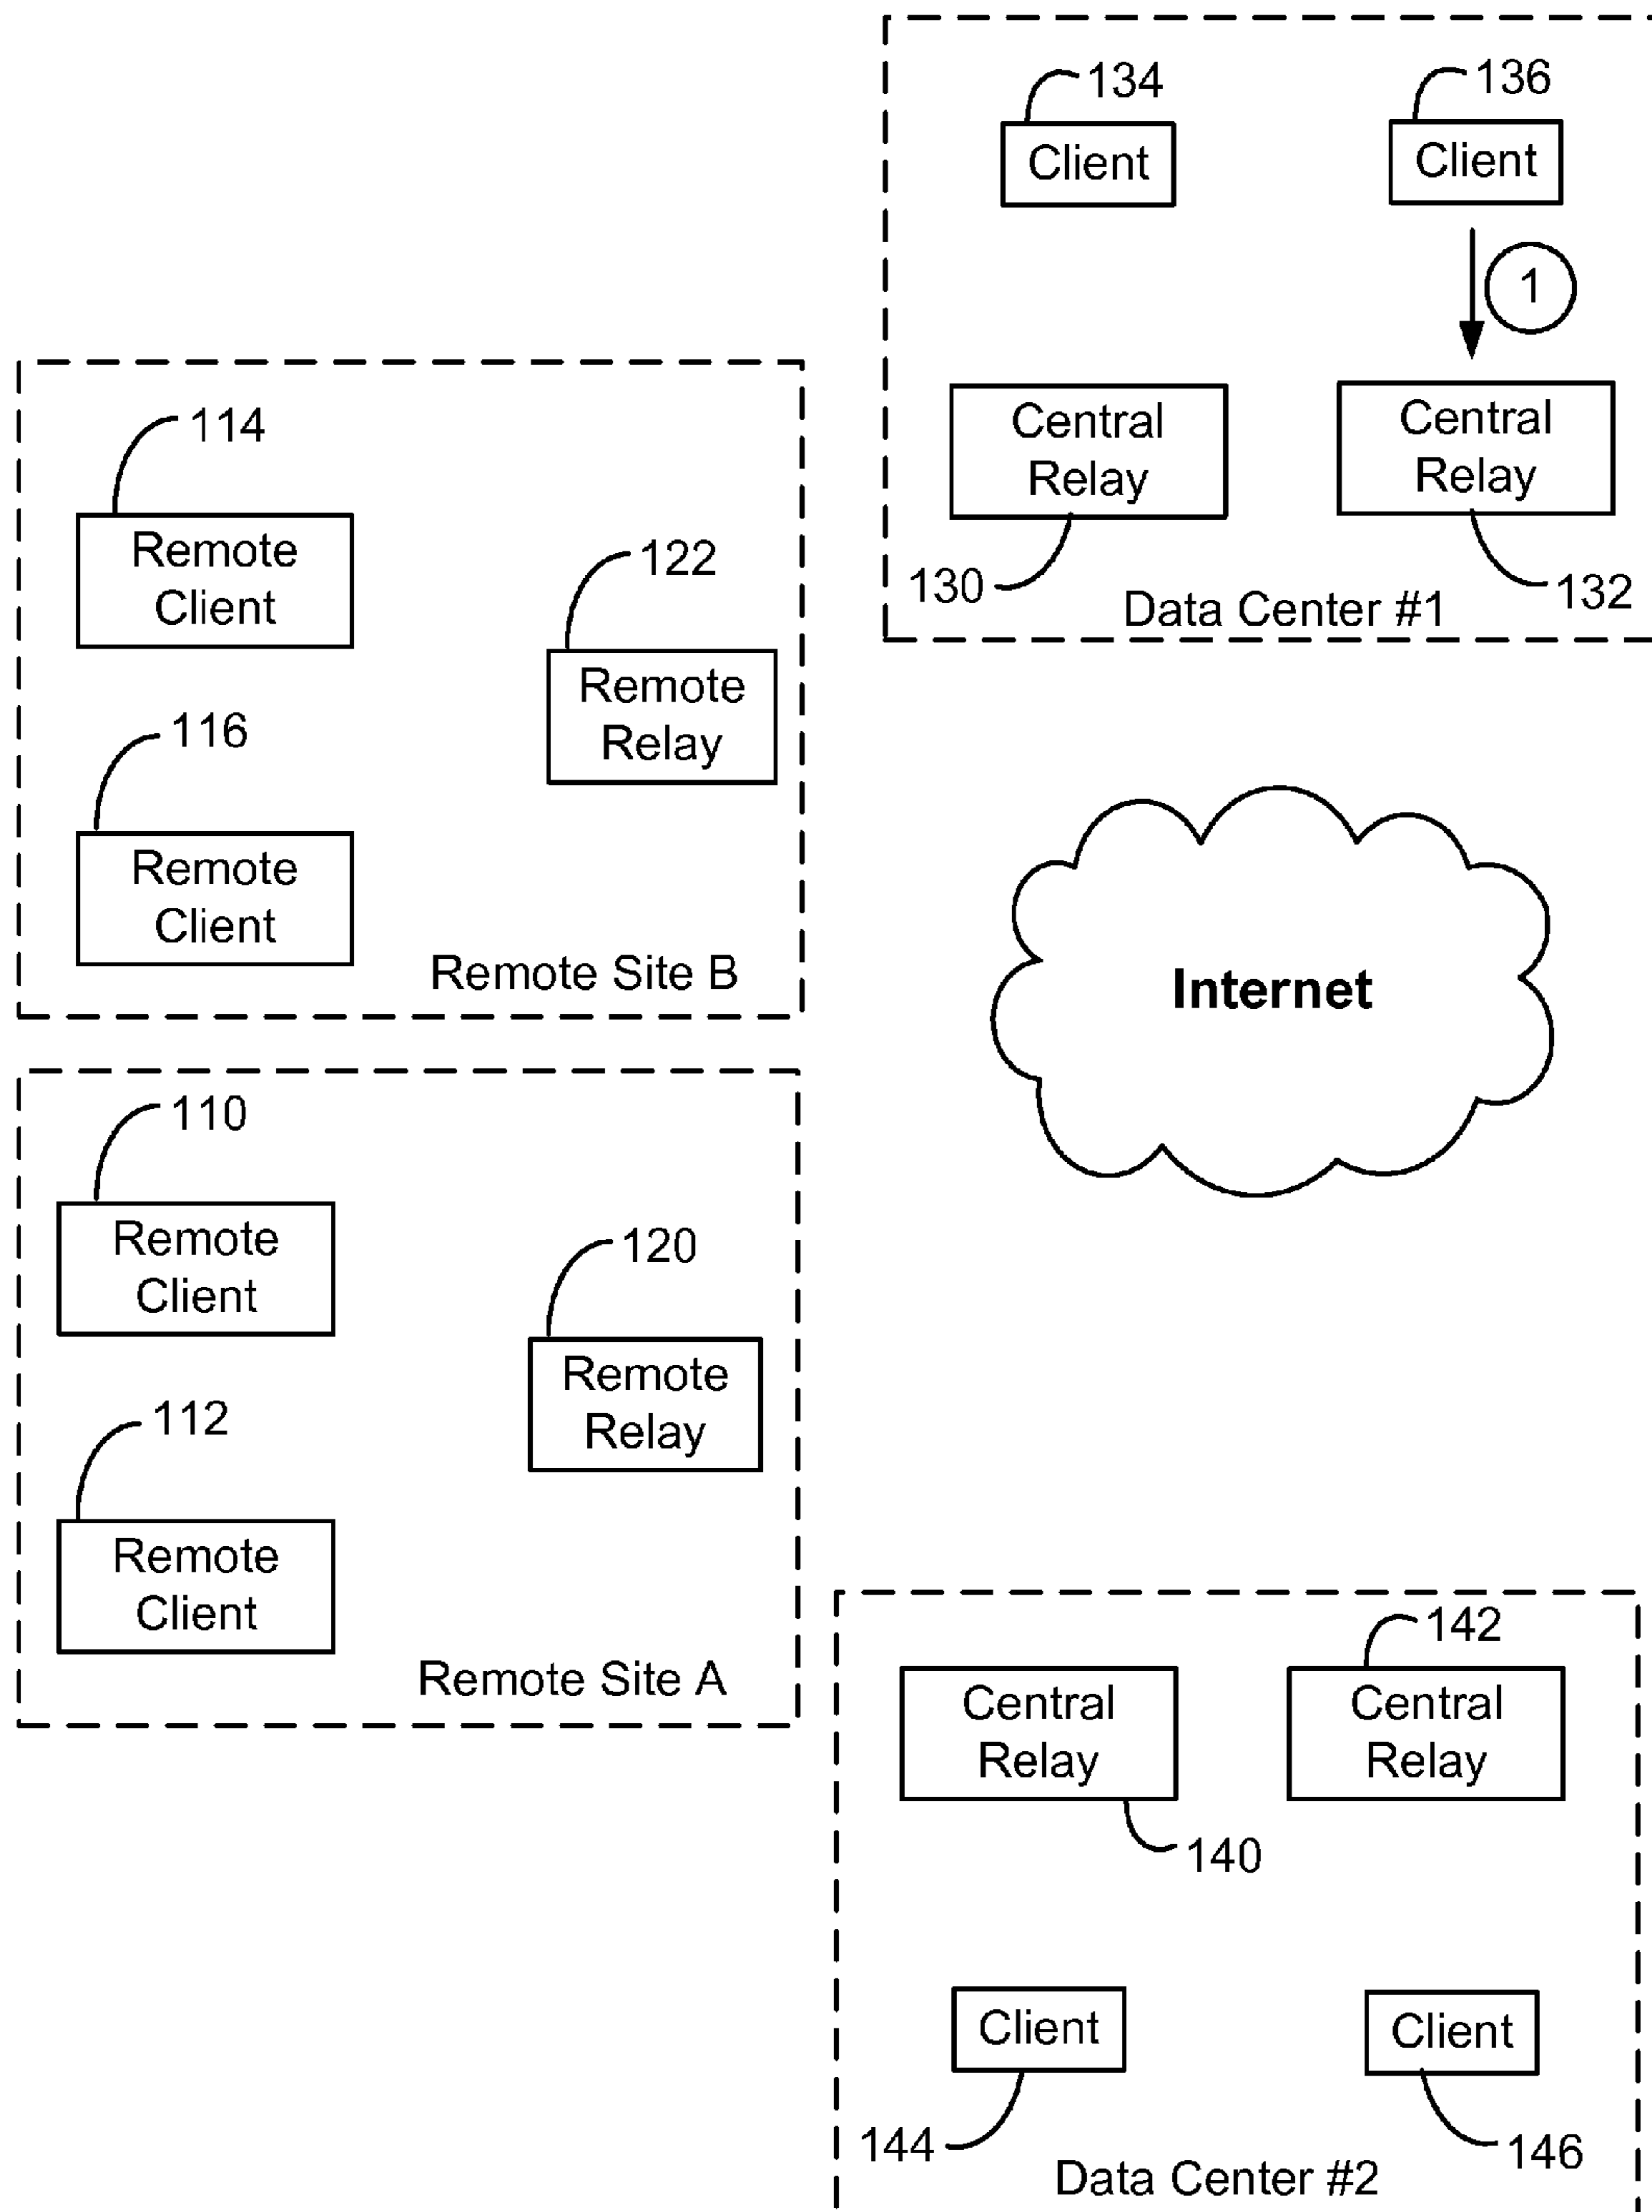 134
136
Client
Client
1
Central
Relay
Central
Relay
130
132
Data Center #1
114
Remote
Client
122
Remote
Relay
116
Remote
Client
Remote Site B
Internet
110
Remote
Client
120
Remote
Relay
112
Remote
Client
Remote Site A
142
Central
Relay
Central
Relay
140
Client
Client
144
146
Data Center #2